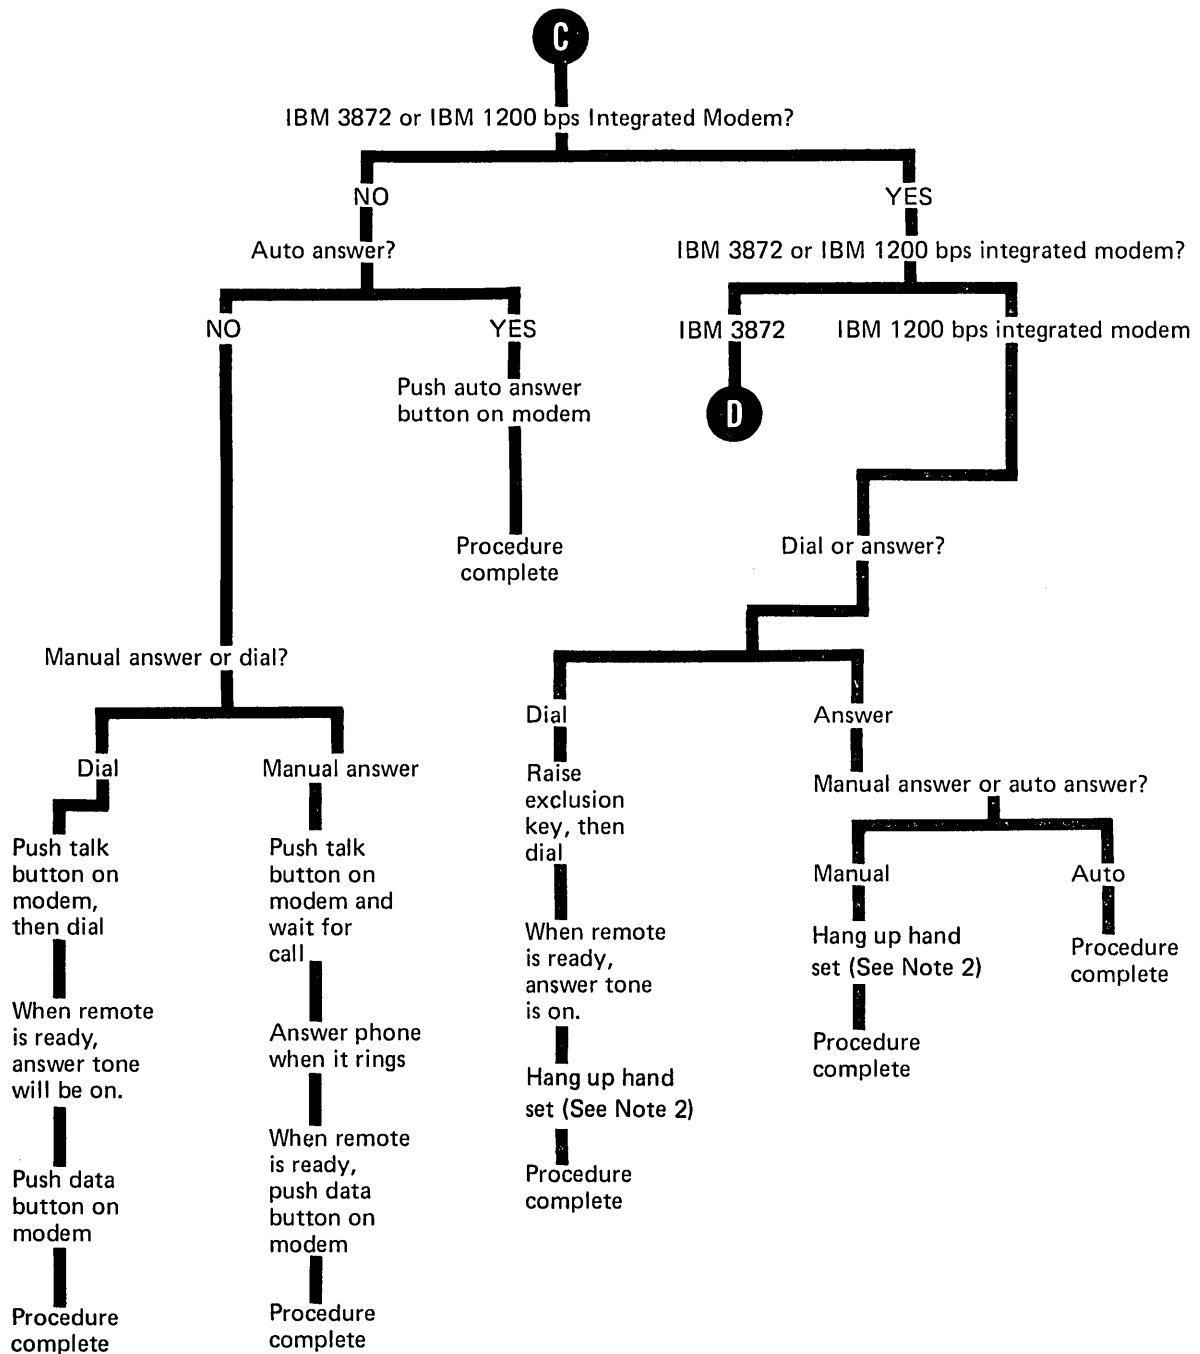 C
IBM 3872 or IBM 1200 bps Integrated Modem?
NO
YES
Auto answer?
IBM 3872 or IBM 1200 bps integrated modem?
NO
YES
IBM 3872
IBM 1200 bps integrated modem
Push auto answer
button on modem
D
Procedure
complete
Dial or answer?
Manual answer or dial?
Dial
Manual answer
Dial
Answer
Push talk
button on
modem,
then dial
When remote
is ready,
answer tone
will be on.
Push data
button on
modem
Procedure
complete
Push talk
button on
modem and
wait for
call
Answer phone
when it rings
When remote
is ready,
push data
button on
modem
Procedure
complete
Raise
exclusion
key, then
dial
When remote
is ready,
answer tone
is on.
Hang up hand
set (See Note 2)
Procedure
complete
Manual answer or auto answer?
Manual
Auto
Hang up hand
set (See Note 2)
Procedure
complete
Procedure
complete